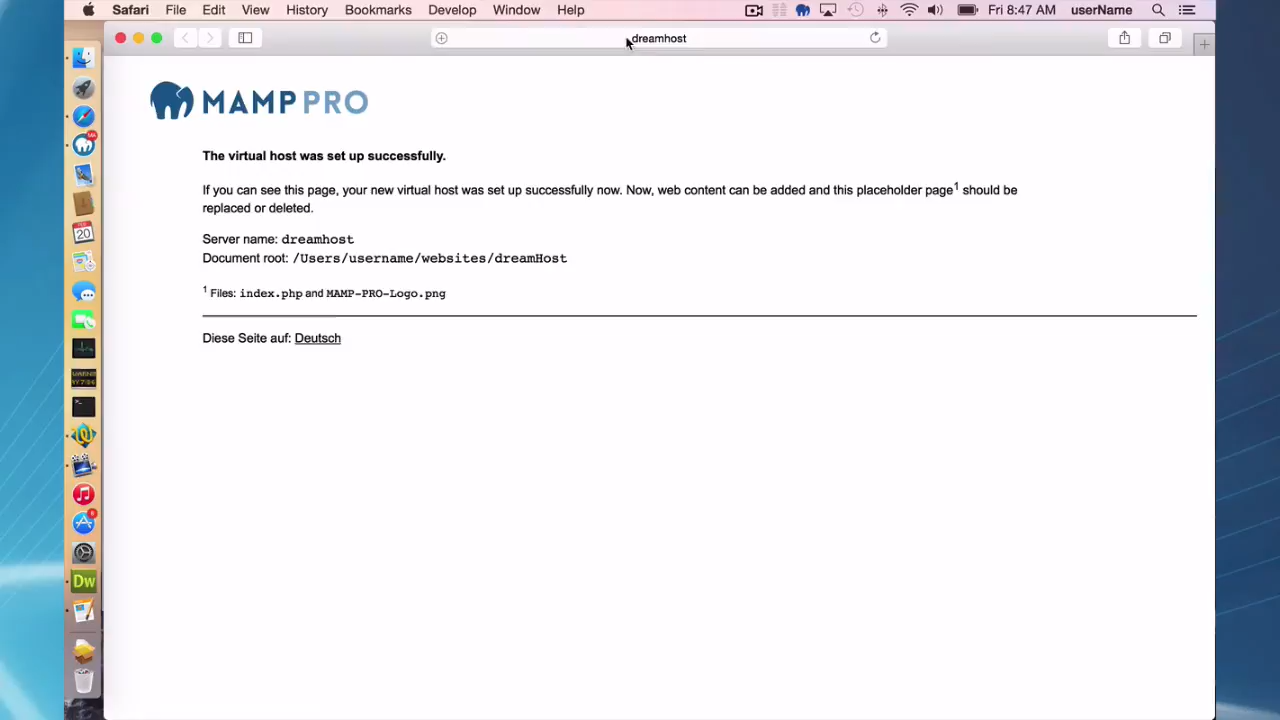 Safari File Edit View History Bookmarks Develop Window Help Fri 8:47 AM userName
dreamhost
MAMP PRO
The virtual host was set up successfully.
If you can see this page, your new virtual host was set up successfully now. Now, web content can be added and this placeholder page1 should be
replaced or deleted.
Server name: dreamhost
Document root: /Users/username/websites/dreamHost
1 Files: index.php and MAMP-PRO-Logo.png
Diese Seite auf: Deutsch
20
Dw